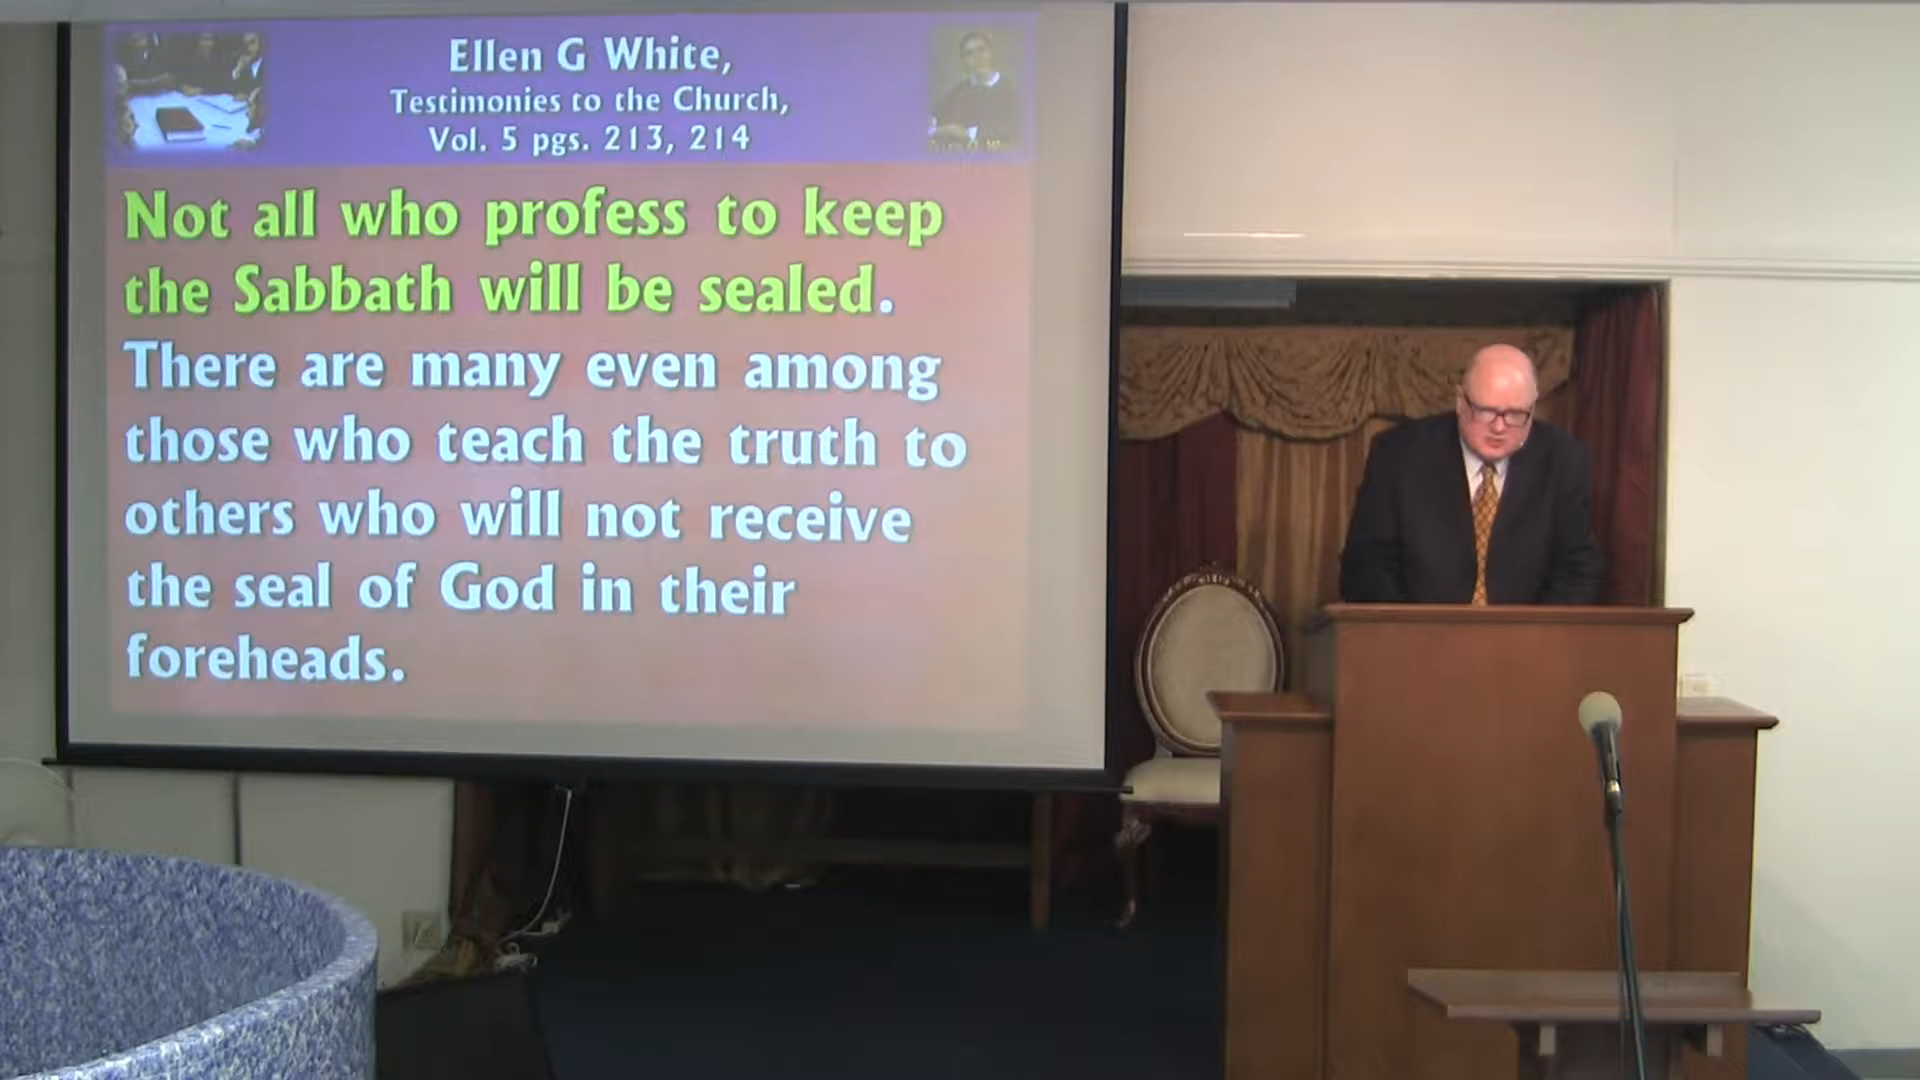 Ellen G White,
Testimonies to the Church,
Vol. 5 pgs. 213, 214
Not all who profess to keep
the Sabbath will be sealed.
There are many even among
those who teach the truth to
others who will not receive
the seal of God in their
foreheads.